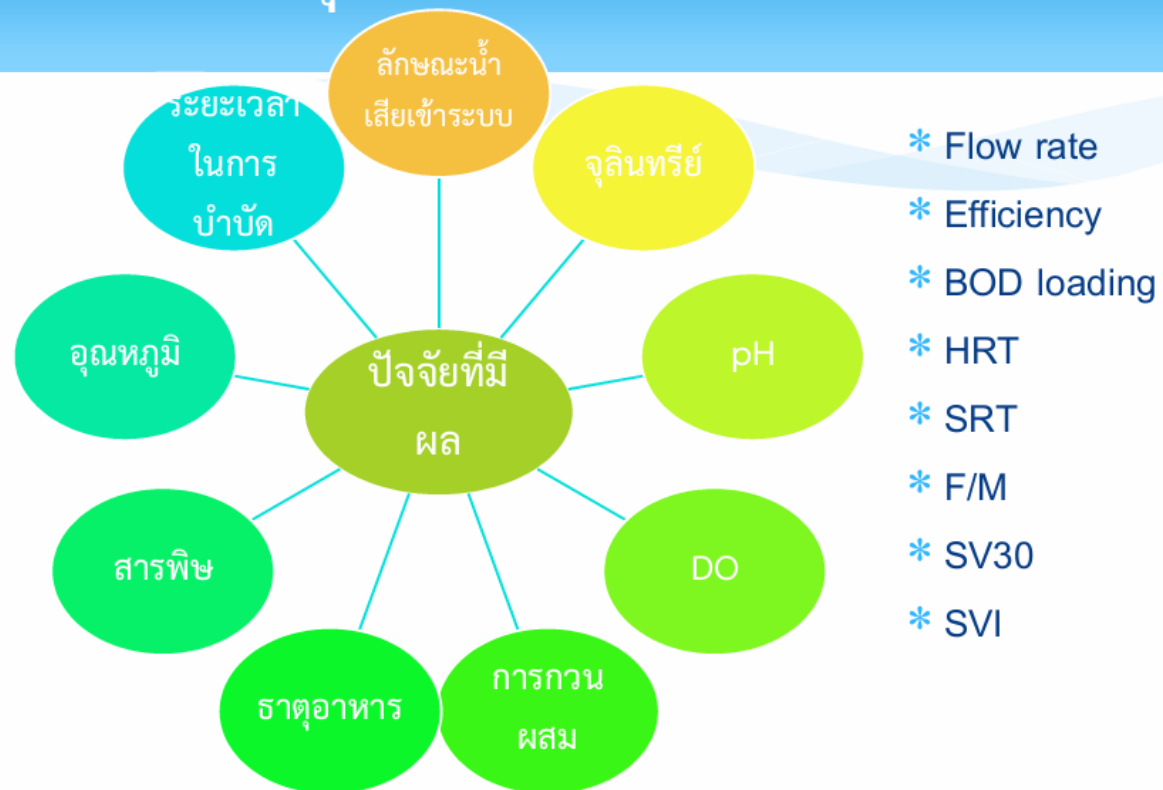 ลักษณะน้ำ
เสียเข้าระบบ
จุลินทรีย์
pH
DO
การกวน
ผสม
ธาตุอาหาร
สารพิษ
อุณหภูมิ
ระยะเวลา
ในการ
บำบัด
ปัจจัยที่มี
ผล
* Flow rate
* Efficiency
* BOD loading
* HRT
* SRT
* F/M
* SV30
* SVI